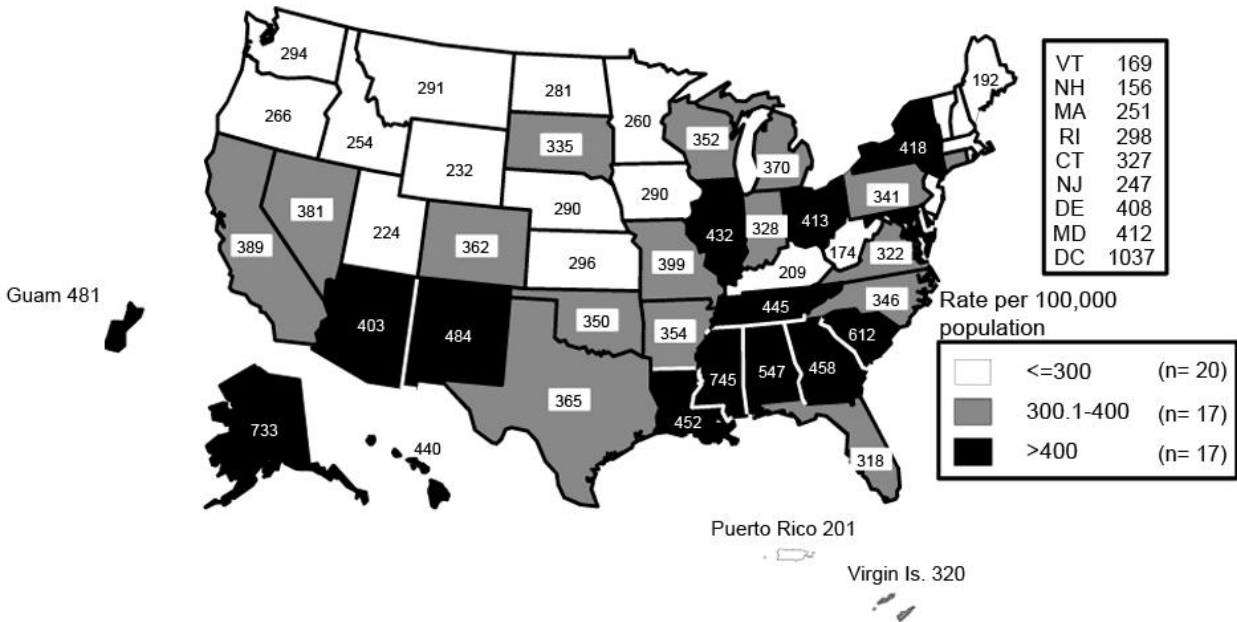 294
291
281
260
192
VT 169
NH 156
MA 251
RI 298
CT 327
NJ 247
DE 408
MD 412
DC 1037
266
254
232
335
352
370
418
341
290
290
381
389
224
362
296
399
432
328
413
174
322
209
346
Guam 481
403
484
350
354
445
612
745
547
458
365
452
733
440
318
Rate per 100,000
population
<=300 (n= 20)
300.1-400 (n= 17)
>400 (n= 17)
Puerto Rico 201
Virgin Is. 320